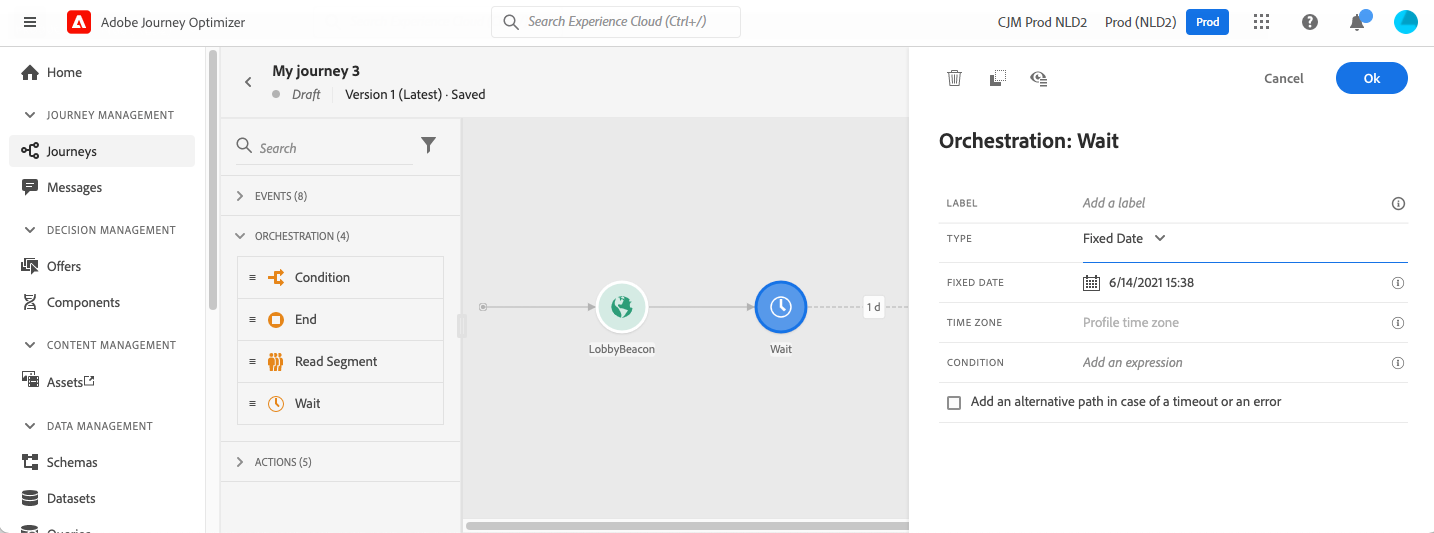 Adobe Journey Optimizer
Search Experience Cloud (Ctrl+/)
CJM Prod NLD2
Prod (NLD2)
Prod
Home
JOURNEY MANAGEMENT
Journeys
Messages
DECISION MANAGEMENT
Offers
Components
CONTENT MANAGEMENT
Assets
DATA MANAGEMENT
Schemas
Datasets
Queries
My journey 3
Draft
Version 1 (Latest) · Saved
Search
EVENTS (8)
ORCHESTRATION (4)
Condition
End
Read Segment
Wait
ACTIONS (5)
LobbyBeacon
Wait
1 d
Cancel
Ok
Orchestration: Wait
LABEL
Add a label
TYPE
Fixed Date
FIXED DATE
6/14/2021 15:38
TIME ZONE
Profile time zone
CONDITION
Add an expression
Add an alternative path in case of a timeout or an error